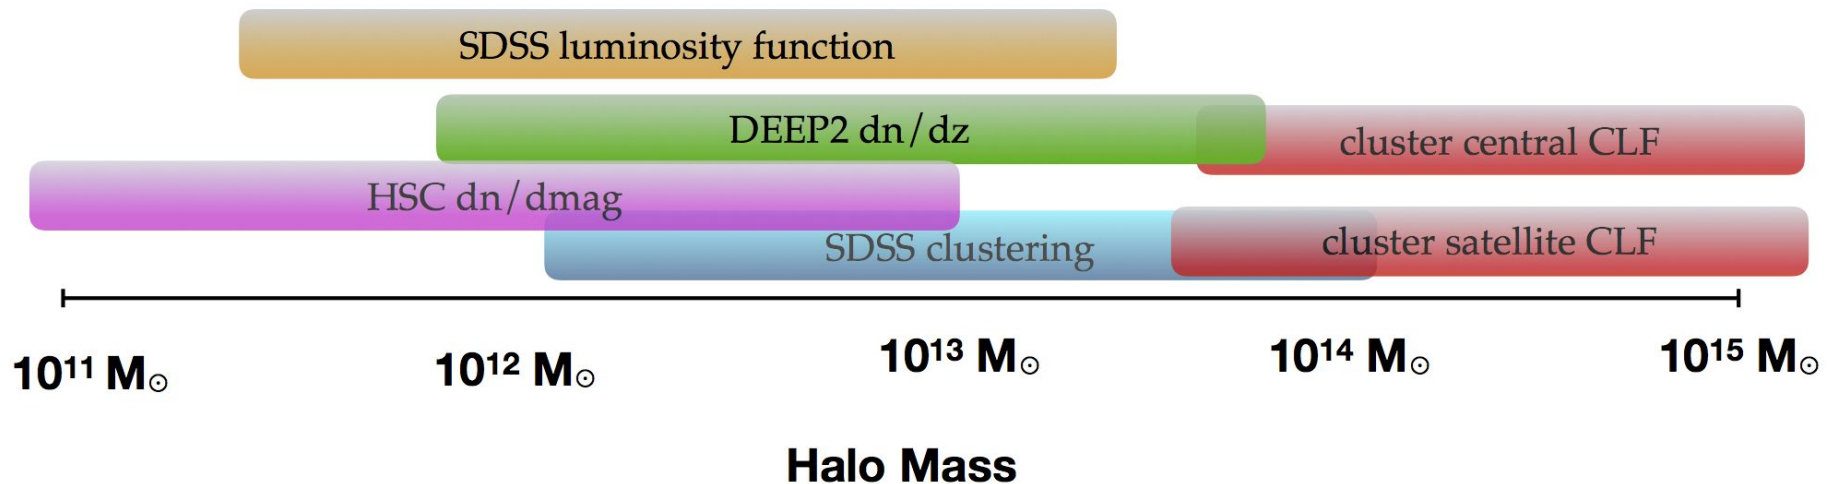 SDSS luminosity function
DEEP2 dn/dz
cluster central CLF
HSC dn/dmag
SDSS clustering
cluster satellite CLF
10¹¹ M☉
10¹² M☉
10¹³ M☉
10¹⁴ M☉
10¹⁵ M☉
Halo Mass